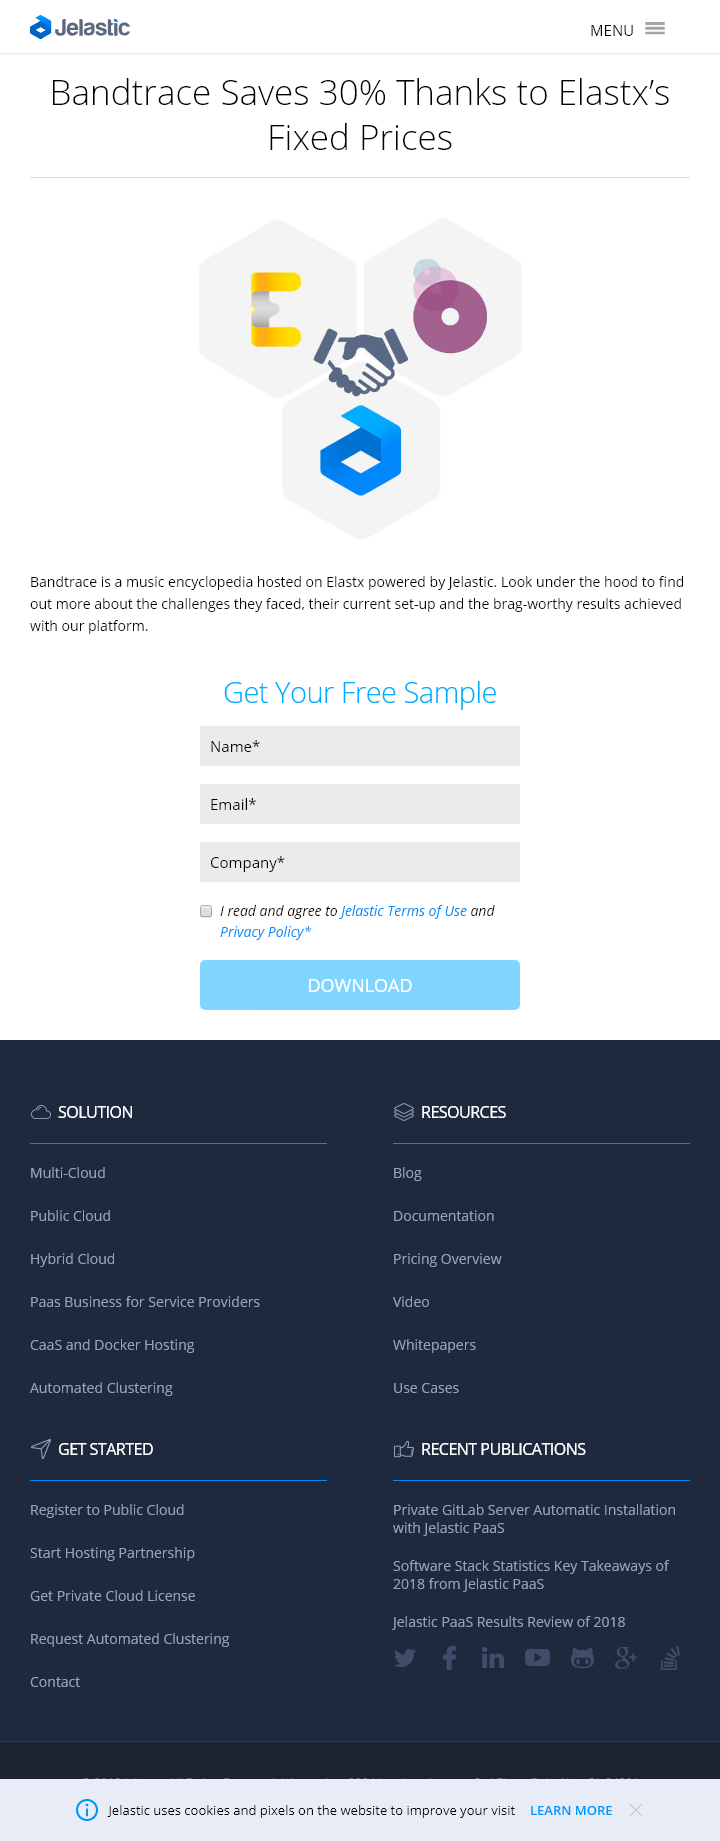 Jelastic
MENU
Bandtrace Saves 30% Thanks to Elastx’s
Fixed Prices
Bandtrace is a music encyclopedia hosted on Elastx powered by Jelastic. Look under the hood to find
out more about the challenges they faced, their current set-up and the brag-worthy results achieved
with our platform.
Get Your Free Sample
Name*
Email*
Company*
I read and agree to Jelastic Terms of Use and
Privacy Policy*
DOWNLOAD
SOLUTION
Multi-Cloud
Public Cloud
Hybrid Cloud
Paas Business for Service Providers
CaaS and Docker Hosting
Automated Clustering
RESOURCES
Blog
Documentation
Pricing Overview
Video
Whitepapers
Use Cases
GET STARTED
Register to Public Cloud
Start Hosting Partnership
Get Private Cloud License
Request Automated Clustering
Contact
RECENT PUBLICATIONS
Private GitLab Server Automatic Installation
with Jelastic PaaS
Software Stack Statistics Key Takeaways of
2018 from Jelastic PaaS
Jelastic PaaS Results Review of 2018
Jelastic uses cookies and pixels on the website to improve your visit LEARN MORE